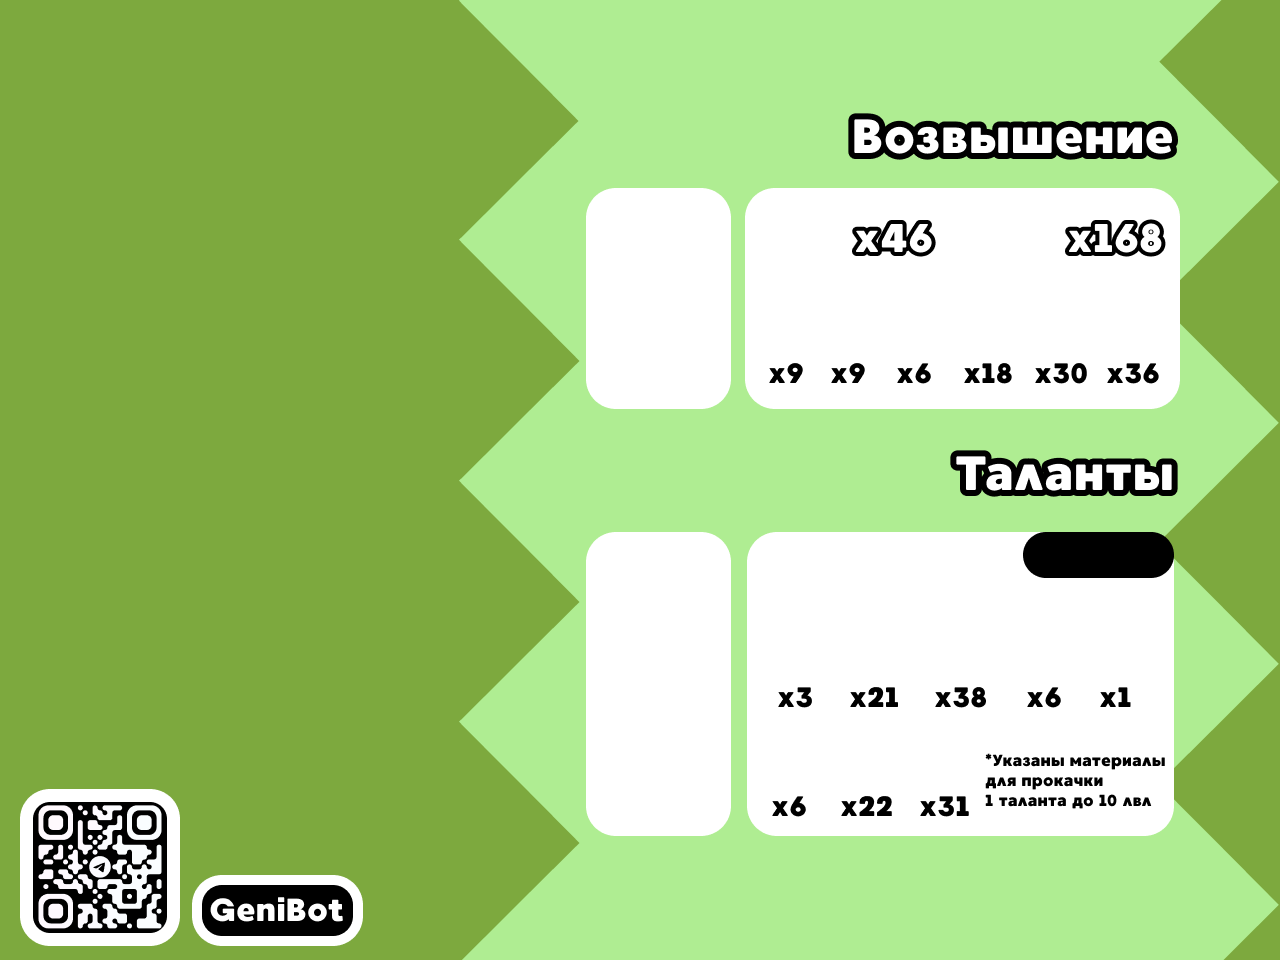 Возвышение
x46 x168
x9 x9 x6 x18 x30 x36
Таланты
x3 x21 x38 x6 x1
*Указаны материалы
для прокачки
1 таланта до 10 лвл
x6 x22 x31
GeniBot